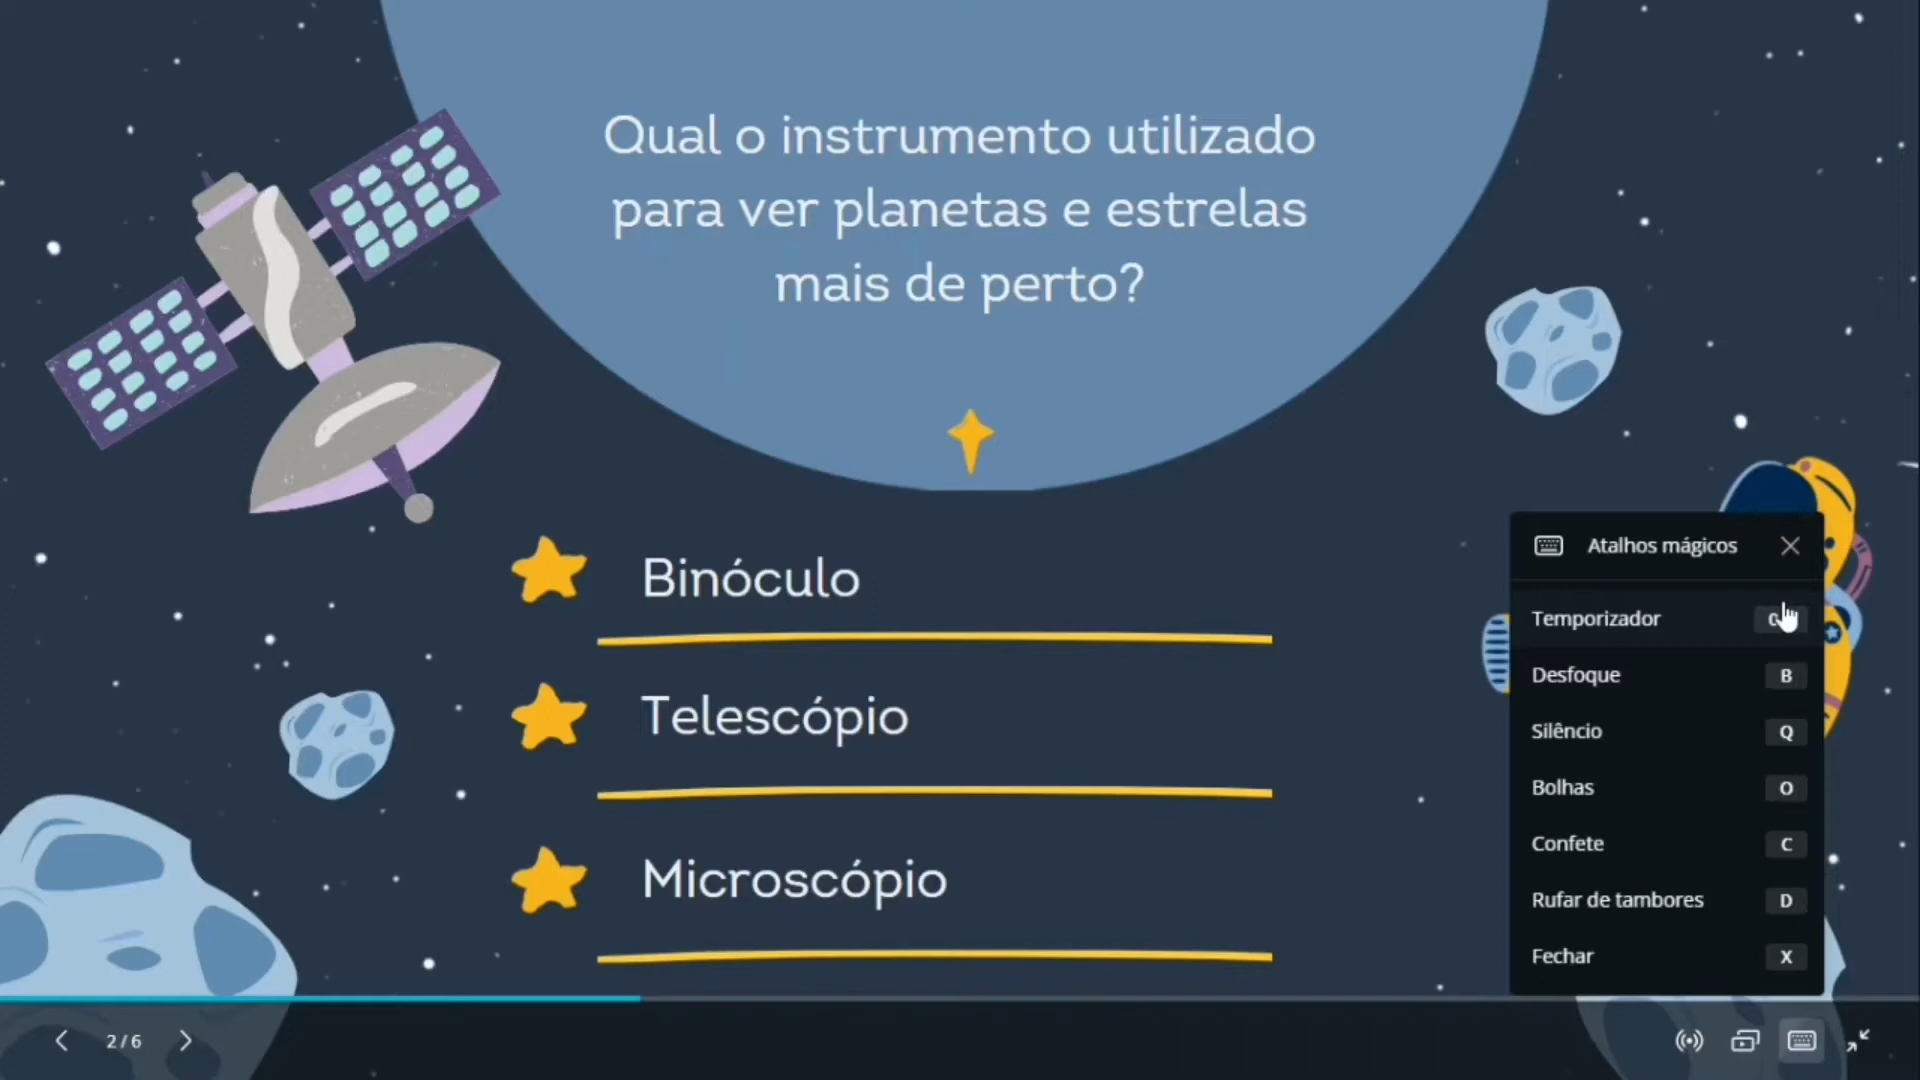 Qual o instrumento utilizado
para ver planetas e estrelas
mais de perto?
Binóculo
Telescópio
Microscópio
Atalhos mágicos
Temporizador
Desfoque B
Silêncio Q
Bolhas O
Confete C
Rufar de tambores D
Fechar X
2/6